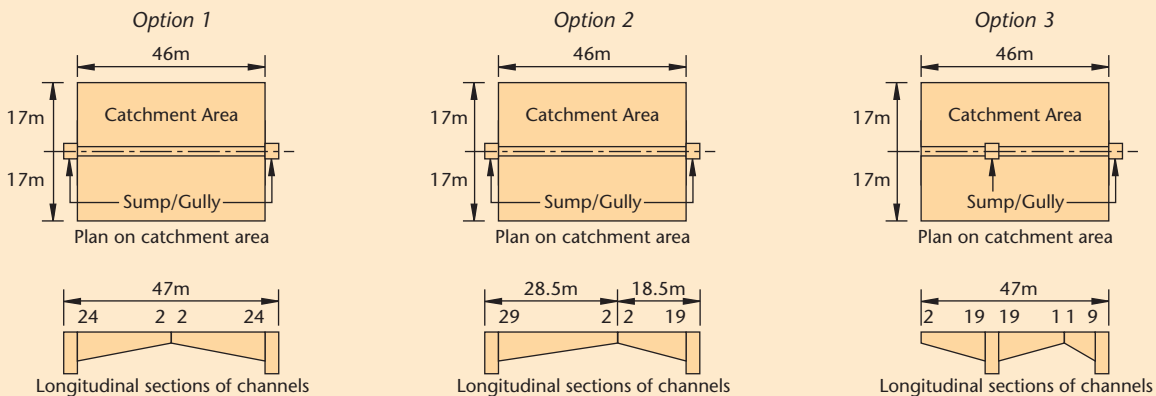 Option 1
46m
17m
Catchment Area
17m
Sump/Gully
Plan on catchment area
47m
24 2 2 24
Longitudinal sections of channels
Option 2
46m
17m
Catchment Area
17m
Sump/Gully
Plan on catchment area
28.5m 18.5m
29 2 2 19
Longitudinal sections of channels
Option 3
46m
17m
Catchment Area
17m
Sump/Gully
Plan on catchment area
47m
2 19 19 1 1 9
Longitudinal sections of channels